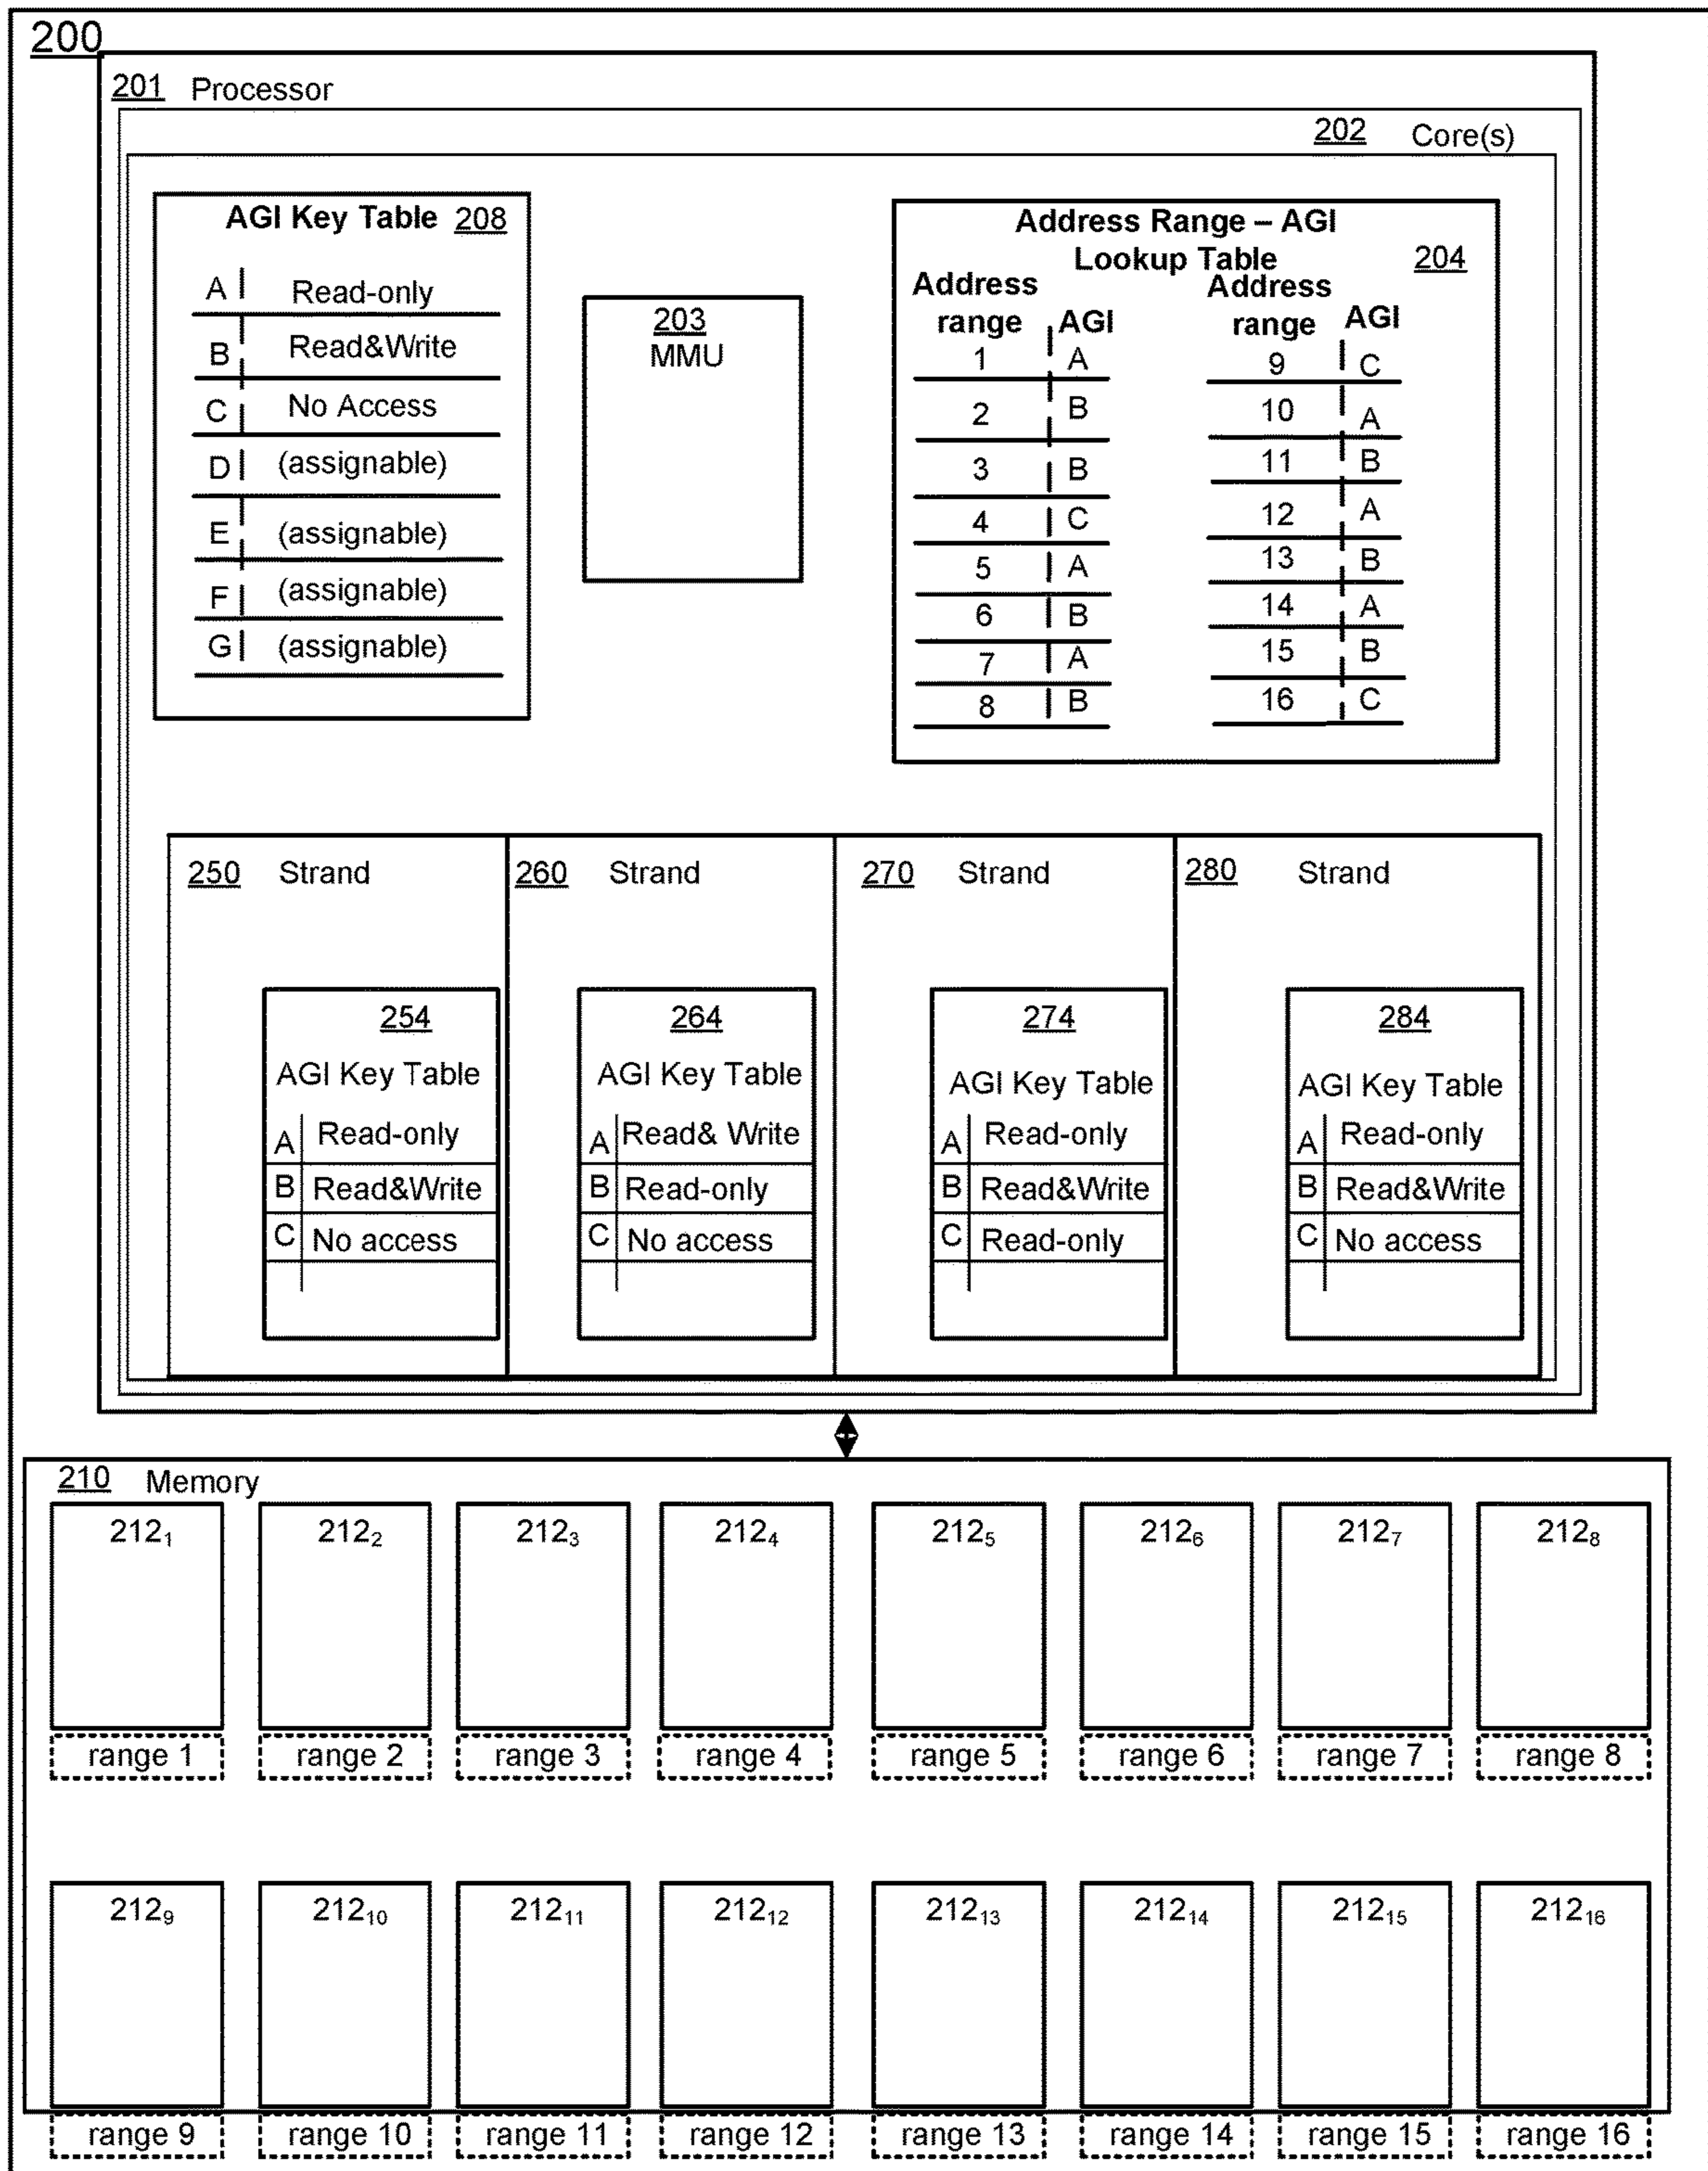 200
201 Processor
202 Core(s)
AGI Key Table 208
A Read-only
B Read&Write
C No Access
D (assignable)
E (assignable)
F (assignable)
G (assignable)
203
MMU
Address Range – AGI
Lookup Table 204
Address range AGI
1 A
2 B
3 B
4 C
5 A
6 B
7 A
8 B
Address range AGI
9 C
10 A
11 B
12 A
13 B
14 A
15 B
16 C
250 Strand
254
AGI Key Table
A Read-only
B Read&Write
C No access
260 Strand
264
AGI Key Table
A Read& Write
B Read-only
C No access
270 Strand
274
AGI Key Table
A Read-only
B Read&Write
C Read-only
280 Strand
284
AGI Key Table
A Read-only
B Read&Write
C No access
210 Memory
212₁ 212₂ 212₃ 212₄ 212₅ 212₆ 212₇ 212₈
range 1 range 2 range 3 range 4 range 5 range 6 range 7 range 8
212₉ 212₁₀ 212₁₁ 212₁₂ 212₁₃ 212₁₄ 212₁₅ 212₁₆
range 9 range 10 range 11 range 12 range 13 range 14 range 15 range 16